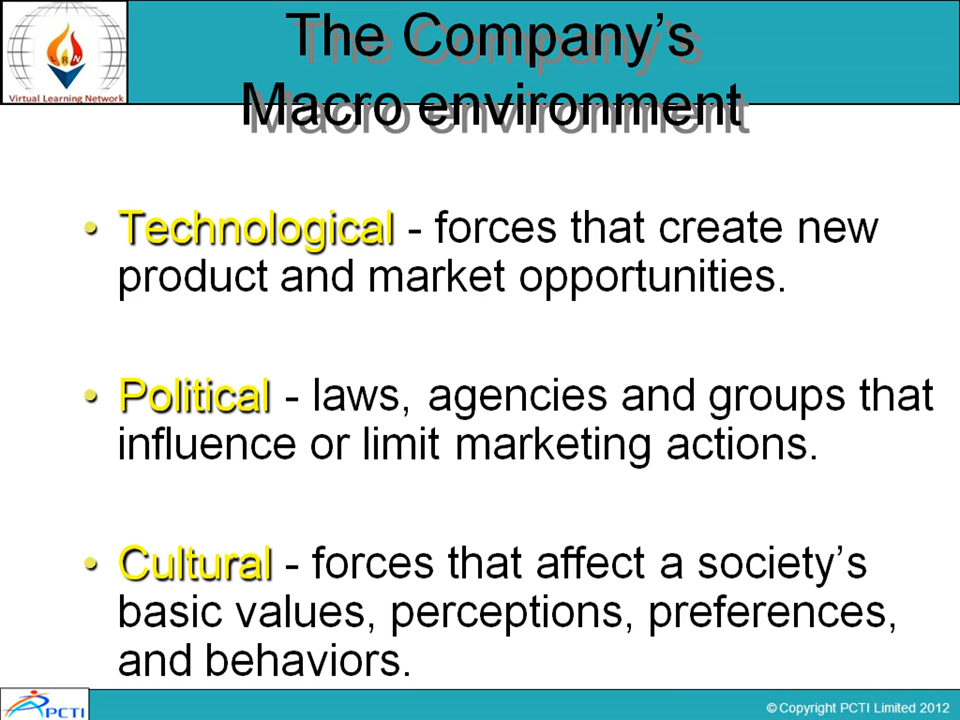 VRN
Virtual Learning Network
The Company’s
Macro environment
• Technological - forces that create new
product and market opportunities.
• Political - laws, agencies and groups that
influence or limit marketing actions.
• Cultural - forces that affect a society’s
basic values, perceptions, preferences,
and behaviors.
PCTI
© Copyright PCTI Limited 2012